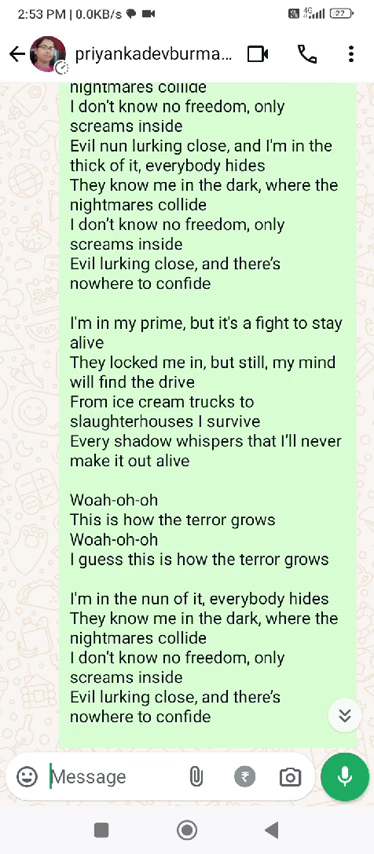 2:53 PM | 0.0KB/s
4G
27
priyankadevburma...
nightmares collide
I don't know no freedom, only
screams inside
Evil nun lurking close, and I'm in the
thick of it, everybody hides
They know me in the dark, where the
nightmares collide
I don't know no freedom, only
screams inside
Evil lurking close, and there's
nowhere to confide

I'm in my prime, but it's a fight to stay
alive
They locked me in, but still, my mind
will find the drive
From ice cream trucks to
slaughterhouses I survive
Every shadow whispers that I'll never
make it out alive

Woah-oh-oh
This is how the terror grows
Woah-oh-oh
I guess this is how the terror grows

I'm in the nun of it, everybody hides
They know me in the dark, where the
nightmares collide
I don't know no freedom, only
screams inside
Evil lurking close, and there's
nowhere to confide
Message
₹